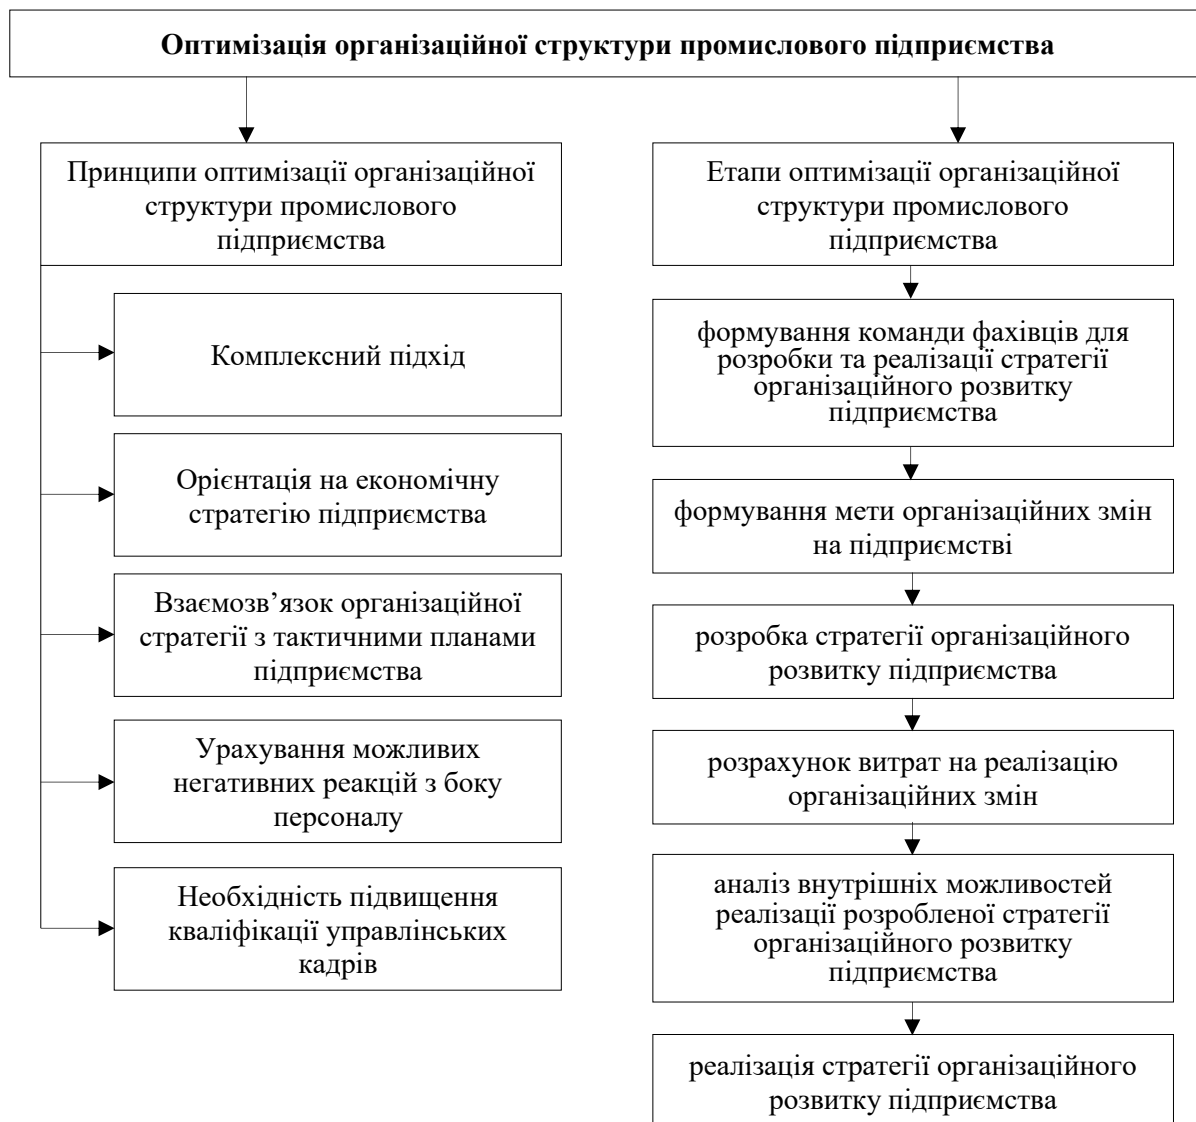 Оптимізація організаційної структури промислового підприємства
Принципи оптимізації організаційної
структури промислового
підприємства
Комплексний підхід
Орієнтація на економічну
стратегію підприємства
Взаємозв’язок організаційної
стратегії з тактичними планами
підприємства
Урахування можливих
негативних реакцій з боку
персоналу
Необхідність підвищення
кваліфікації управлінських
кадрів
Етапи оптимізації організаційної
структури промислового
підприємства
формування команди фахівців для
розробки та реалізації стратегії
організаційного розвитку
підприємства
формування мети організаційних змін
на підприємстві
розробка стратегії організаційного
розвитку підприємства
розрахунок витрат на реалізацію
організаційних змін
аналіз внутрішніх можливостей
реалізації розробленої стратегії
організаційного розвитку
підприємства
реалізація стратегії організаційного
розвитку підприємства